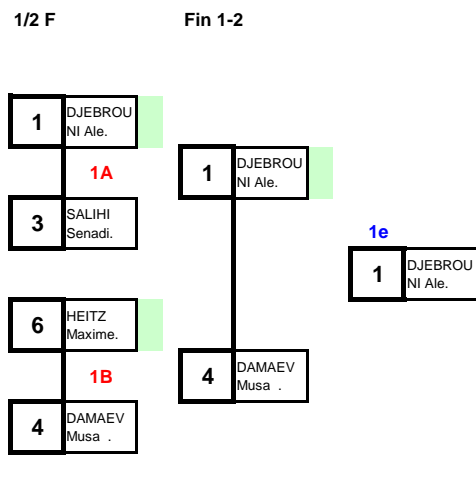 1/2 F Fin 1-2
1 DJEBROU
NI Ale.
1A
3 SALIHI
Senadi.
6 HEITZ
Maxime.
1B
4 DAMAEV
Musa .
1 DJEBROU
NI Ale.
4 DAMAEV
Musa .
1e
1 DJEBROU
NI Ale.